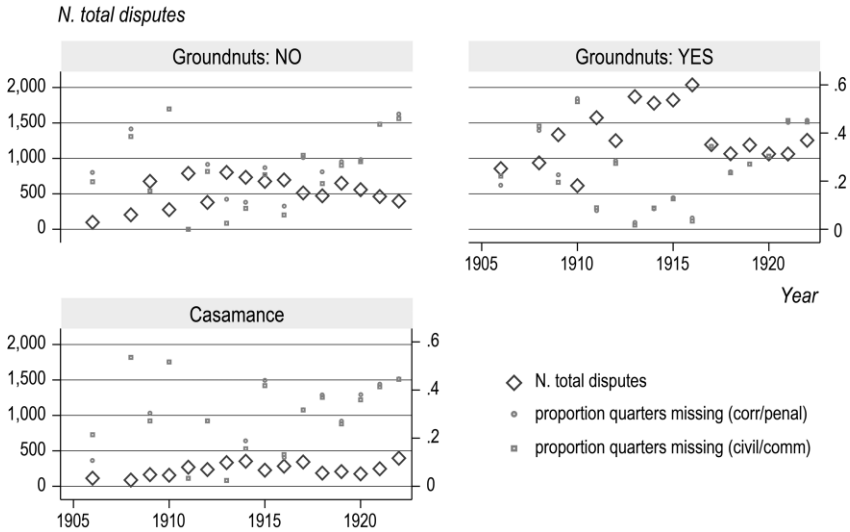 N. total disputes
Groundnuts: NO
Groundnuts: YES
2,000
1,500
1,000
500
0
.6
.4
.2
0
1905 1910 1915 1920
Year
Casamance
2,000
1,500
1,000
500
0
.6
.4
.2
0
1905 1910 1915 1920
N. total disputes
proportion quarters missing (corr/penal)
proportion quarters missing (civil/comm)